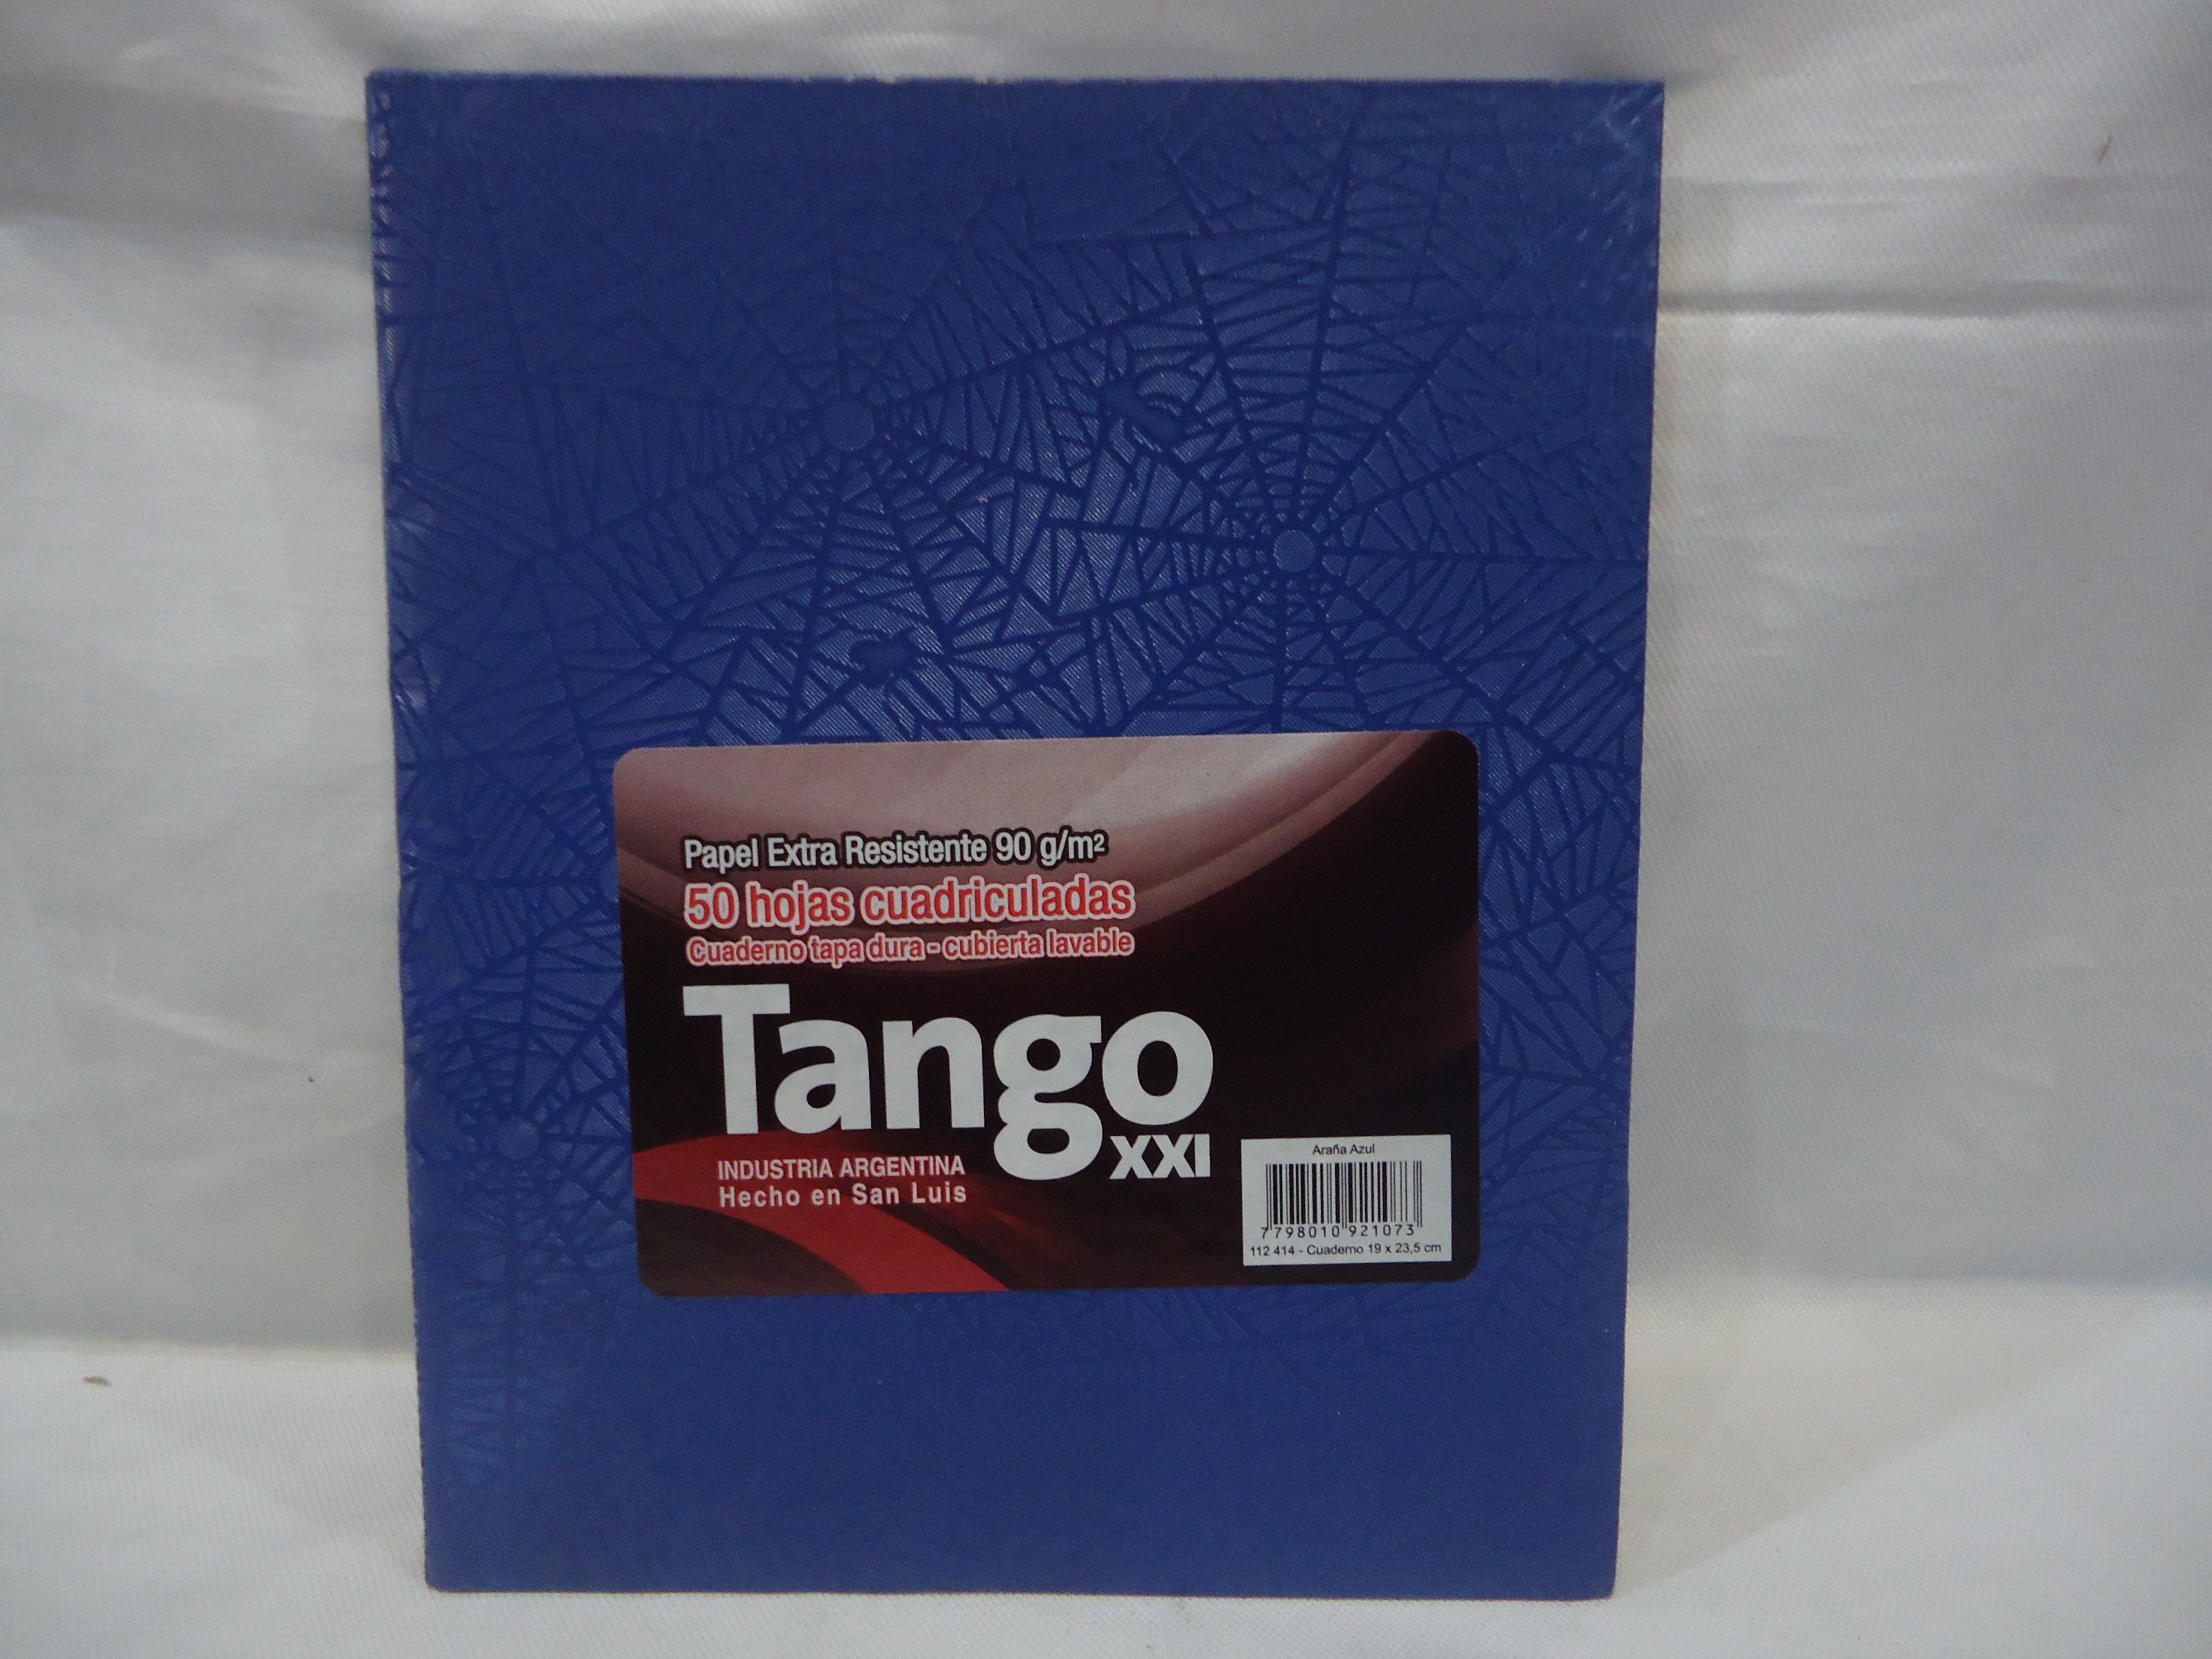 Papel Extra Resistente 90 g/m²
50 hojas cuadriculadas
Cuaderno tapa dura - cubierta lavable
Tango
XXI
INDUSTRIA ARGENTINA
Hecho en San Luis
Araña Azul
7798010921073
112 414 - Cuaderno 19 x 23,5 cm